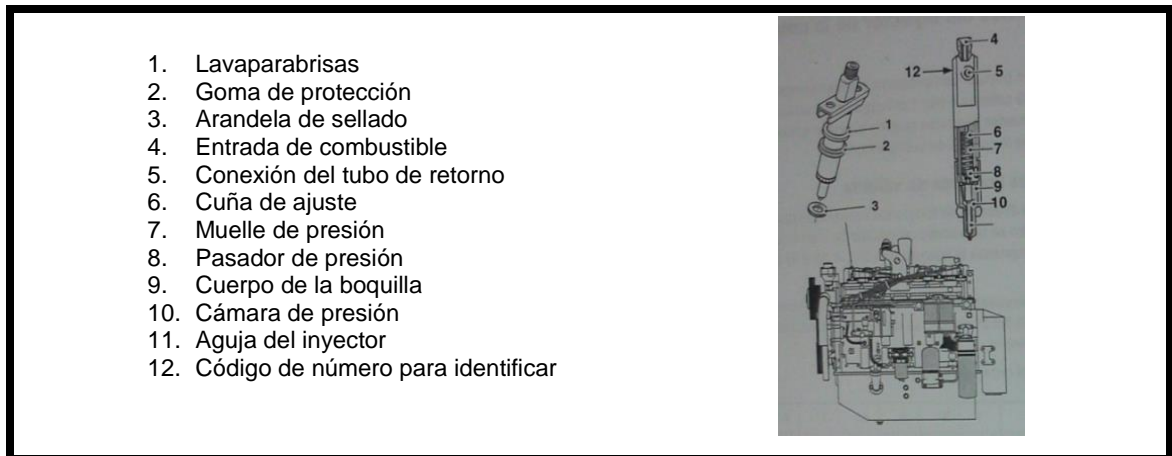 1. Lavaparabrisas
2. Goma de protección
3. Arandela de sellado
4. Entrada de combustible
5. Conexión del tubo de retorno
6. Cuña de ajuste
7. Muelle de presión
8. Pasador de presión
9. Cuerpo de la boquilla
10. Cámara de presión
11. Aguja del inyector
12. Código de número para identificar
4
12
5
1
2
6
7
8
9
10
3